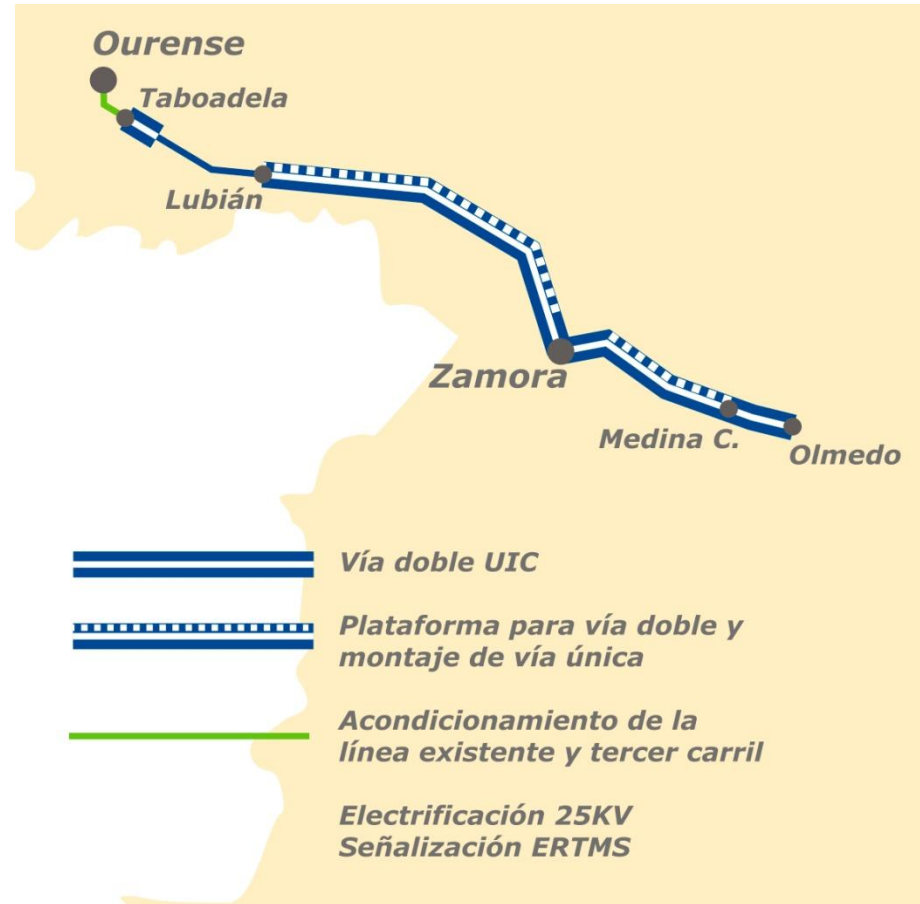 Ourense
Taboadela
Lubián
Zamora
Medina C.
Olmedo
Vía doble UIC
Plataforma para vía doble y
montaje de vía única
Acondicionamiento de la
línea existente y tercer carril
Electrificación 25KV
Señalización ERTMS